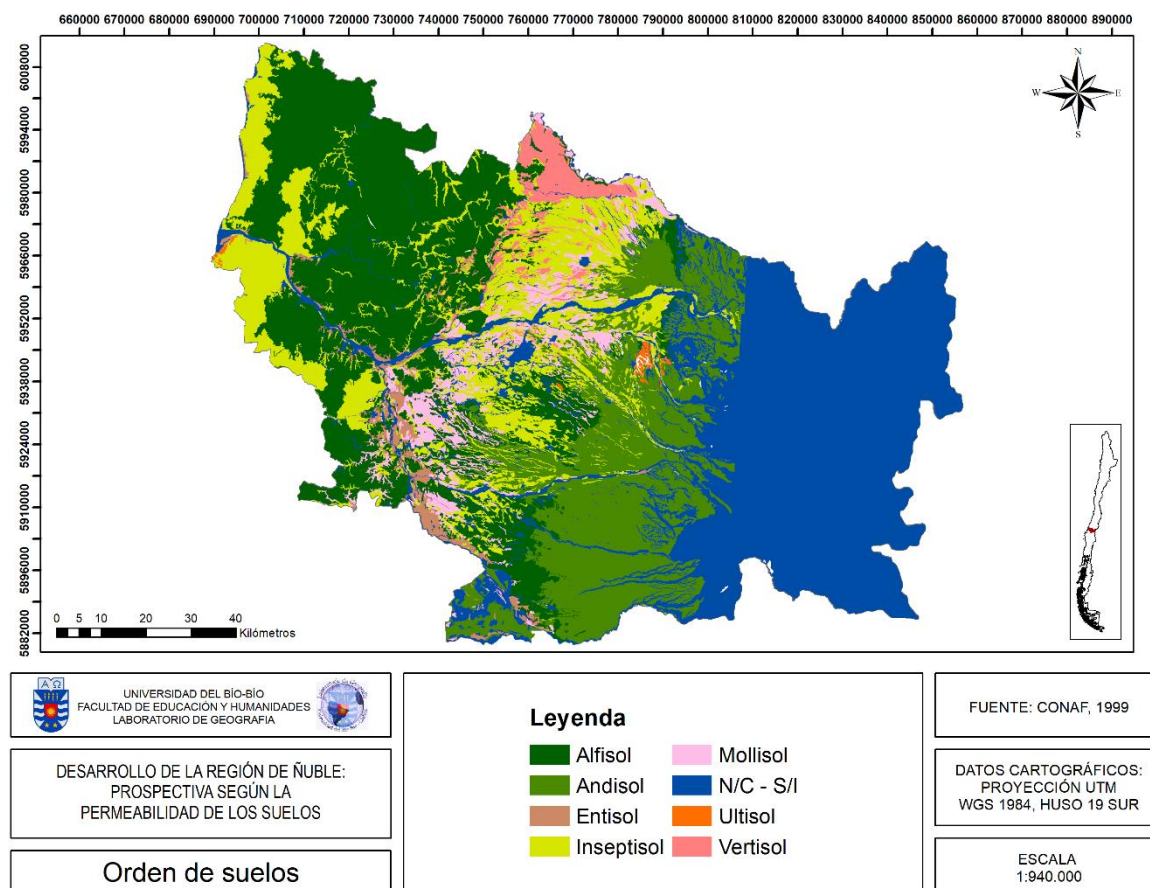 660000 670000 680000 690000 700000 710000 720000 730000 740000 750000 760000 770000 780000 790000 800000 810000 820000 830000 840000 850000 860000 870000 880000 890000
6008000
5994000
5980000
5966000
5952000
5938000
5924000
5910000
5896000
5882000
N
W E
S
0 5 10 20 30 40
Kilómetros
UNIVERSIDAD DEL BÍO-BÍO
FACULTAD DE EDUCACIÓN Y HUMANIDADES
LABORATORIO DE GEOGRAFIA
DESARROLLO DE LA REGIÓN DE ÑUBLE:
PROSPECTIVA SEGÚN LA
PERMEABILIDAD DE LOS SUELOS
Orden de suelos
Leyenda
Alfisol
Andisol
Entisol
Inseptisol
Mollisol
N/C - S/I
Ultisol
Vertisol
FUENTE: CONAF, 1999
DATOS CARTOGRÁFICOS:
PROYECCIÓN UTM
WGS 1984, HUSO 19 SUR
ESCALA
1:940.000